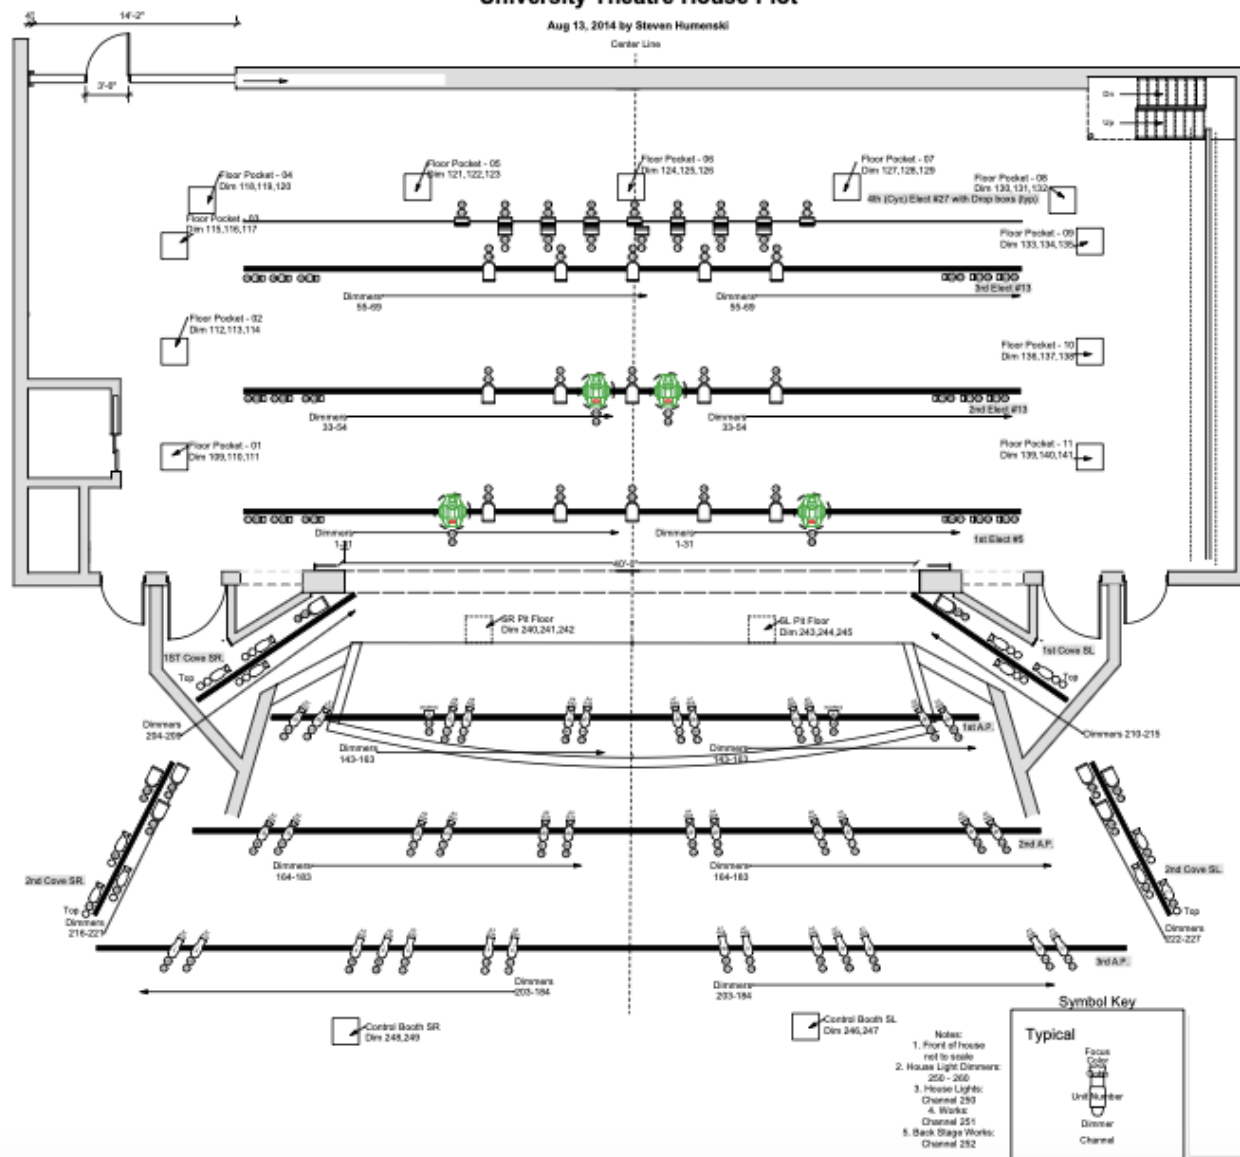 University Theatre House Plot
Aug 13, 2014 by Steven Humenski
Center Line
14'-2"
3'-0"
Dn
Up
Floor Pocket - 04
Dim 118,119,120
Floor Pocket - 05
Dim 121,122,123
Floor Pocket - 06
Dim 124,125,126
Floor Pocket - 07
Dim 127,128,129
Floor Pocket - 08
Dim 130,131,132
4th (Cyc) Elect #27 with Drop boxs (typ)
Floor Pocket - 03
Dim 115,116,117
Floor Pocket - 09
Dim 133,134,135
3rd Elect #13
Dimmers
55-69
Dimmers
55-69
Floor Pocket - 02
Dim 112,113,114
Floor Pocket - 10
Dim 136,137,138
2nd Elect #13
Dimmers
33-54
Dimmers
33-54
Floor Pocket - 01
Dim 109,110,111
Floor Pocket - 11
Dim 139,140,141
Dimmers
1-31
Dimmers
1-31
1st Elect #5
40'-0"
SR Pit Floor
Dim 240,241,242
SL Pit Floor
Dim 243,244,245
1ST Cove SR.
Top
1st Cove SL
Top
Dimmers
204-209
1st A.P.
Dimmers 210-215
Dimmers
143-163
Dimmers
143-163
2nd A.P.
Dimmers
164-183
Dimmers
164-183
2nd Cove SR.
Top
Dimmers
216-221
2nd Cove SL.
Top
Dimmers
222-227
3rd A.P.
Dimmers
203-184
Dimmers
203-184
Control Booth SR
Dim 248,249
Control Booth SL
Dim 246,247
Notes:
1. Front of house
not to scale
2. House Light Dimmers:
250 - 260
3. House Lights:
Channel 250
4. Works:
Channel 251
5. Back Stage Works:
Channel 252
Symbol Key
Typical
Focus
Color
Unit Number
Dimmer
Channel